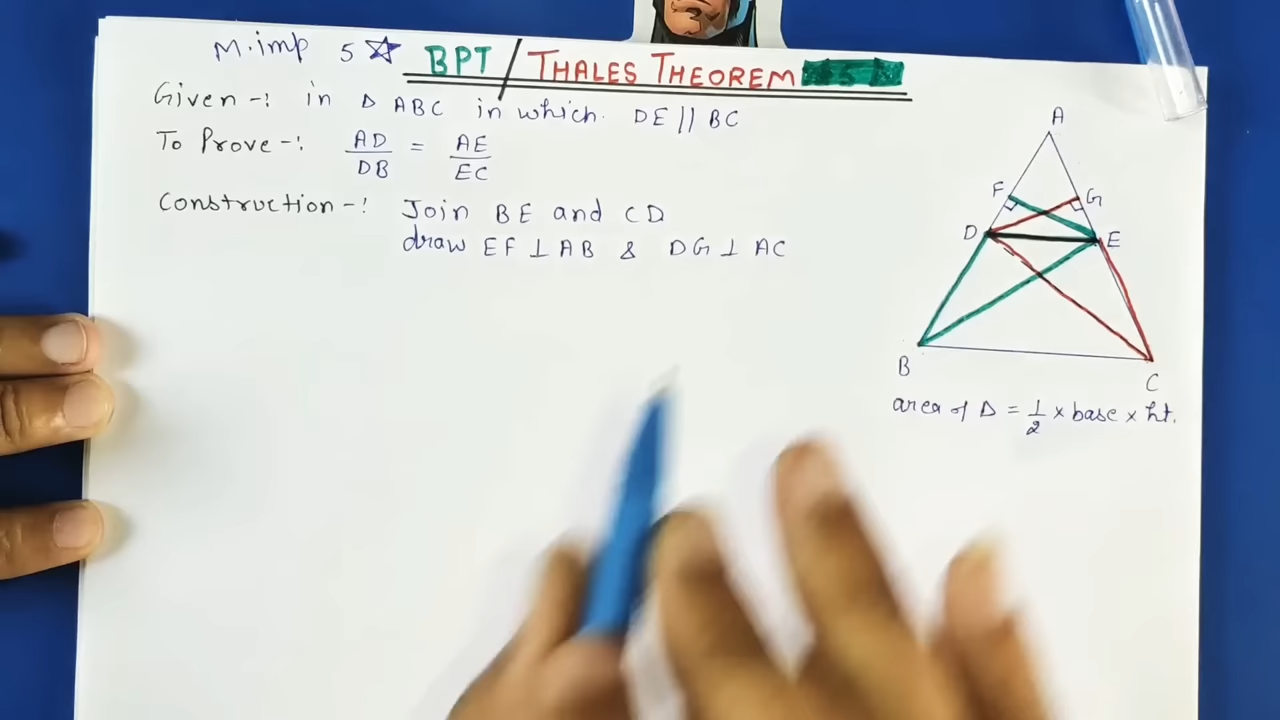 M.imp 5☆ BPT / THALES THEOREM
Given -: in Δ ABC in which. DE || BC
To Prove -: AD/DB = AE/EC
Construction -: Join BE and CD
draw EF ⊥ AB & DG ⊥ AC
A
F
G
D
E
B
C
area of Δ = 1/2 × base × ht.